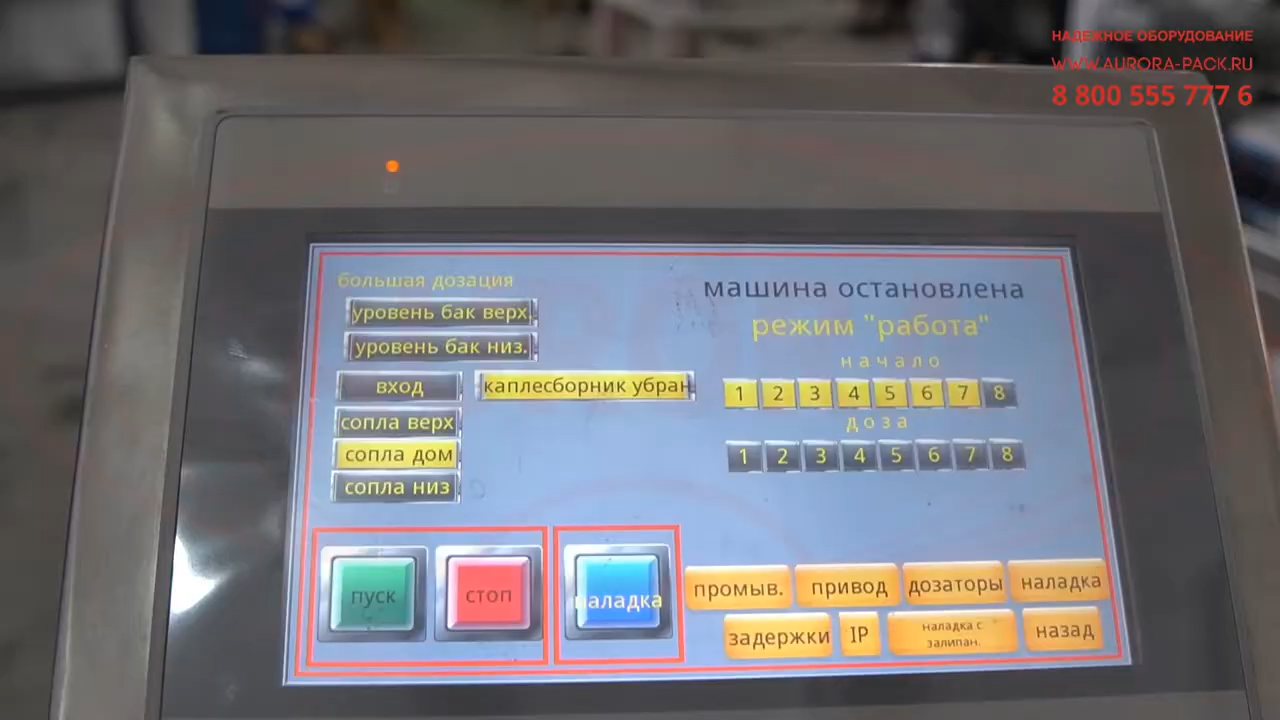 НАДЕЖНОЕ ОБОРУДОВАНИЕ
WWW.AURORA-PACK.RU
8 800 555 777 6
большая дозация
уровень бак верх.
уровень бак низ.
вход
каплесборник убран
сопла верх
сопла дом
сопла низ
машина остановлена
режим "работа"
начало
1 2 3 4 5 6 7 8
доза
1 2 3 4 5 6 7 8
пуск
стоп
наладка
промыв.
привод
дозаторы
наладка
задержки
IP
наладка с
залипан.
назад